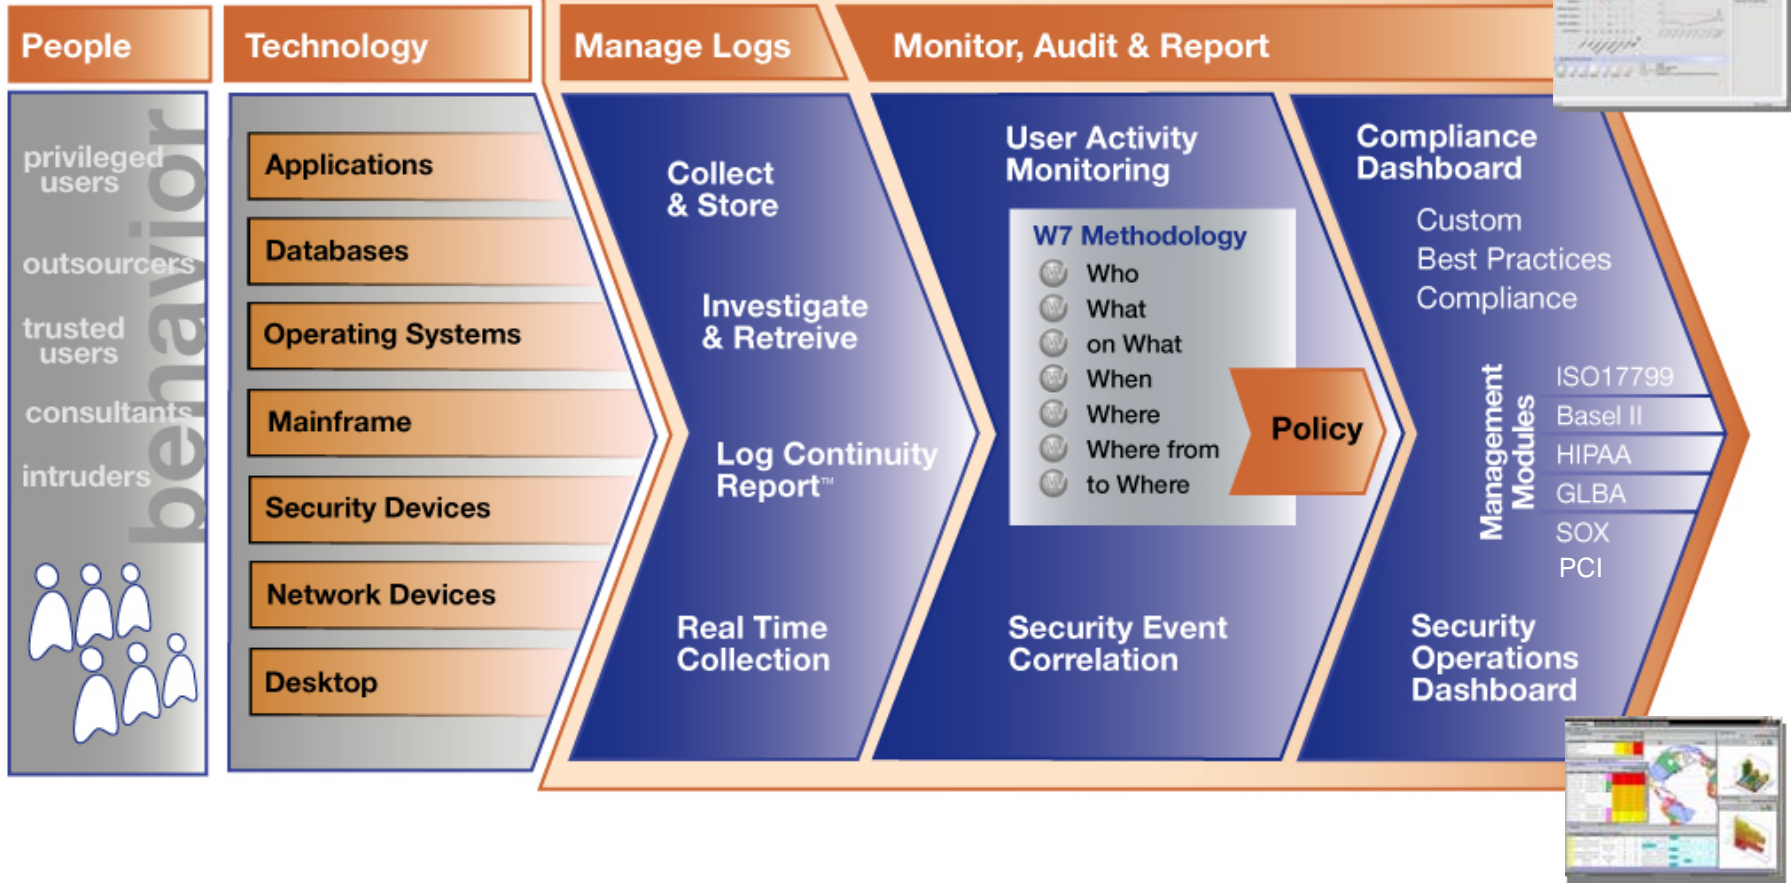 People
Technology
Manage Logs
Monitor, Audit & Report
behavior
privileged
users
outsourcers
trusted
users
consultants
intruders
Applications
Databases
Operating Systems
Mainframe
Security Devices
Network Devices
Desktop
Collect
& Store
Investigate
& Retreive
Log Continuity
Report™
Real Time
Collection
User Activity
Monitoring
W7 Methodology
Who
What
on What
When
Where
Where from
to Where
Policy
Security Event
Correlation
Compliance
Dashboard
Custom
Best Practices
Compliance
Management
Modules
ISO17799
Basel II
HIPAA
GLBA
SOX
PCI
Security
Operations
Dashboard